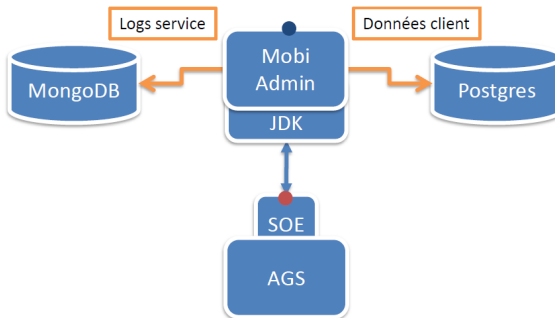 Logs service
Données client
Mobi
Admin
MongoDB
Postgres
JDK
SOE
AGS